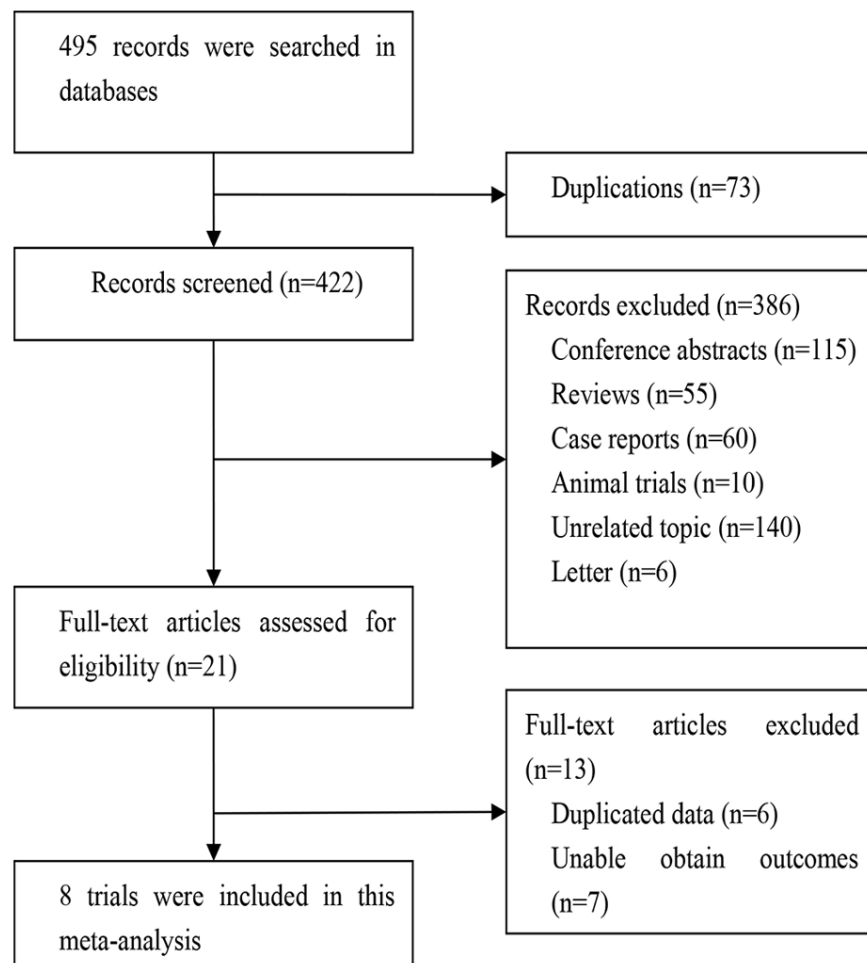 495 records were searched in
databases
Duplications (n=73)
Records screened (n=422)
Records excluded (n=386)
Conference abstracts (n=115)
Reviews (n=55)
Case reports (n=60)
Animal trials (n=10)
Unrelated topic (n=140)
Letter (n=6)
Full-text articles assessed for
eligibility (n=21)
Full-text articles excluded
(n=13)
Duplicated data (n=6)
Unable obtain outcomes
(n=7)
8 trials were included in this
meta-analysis